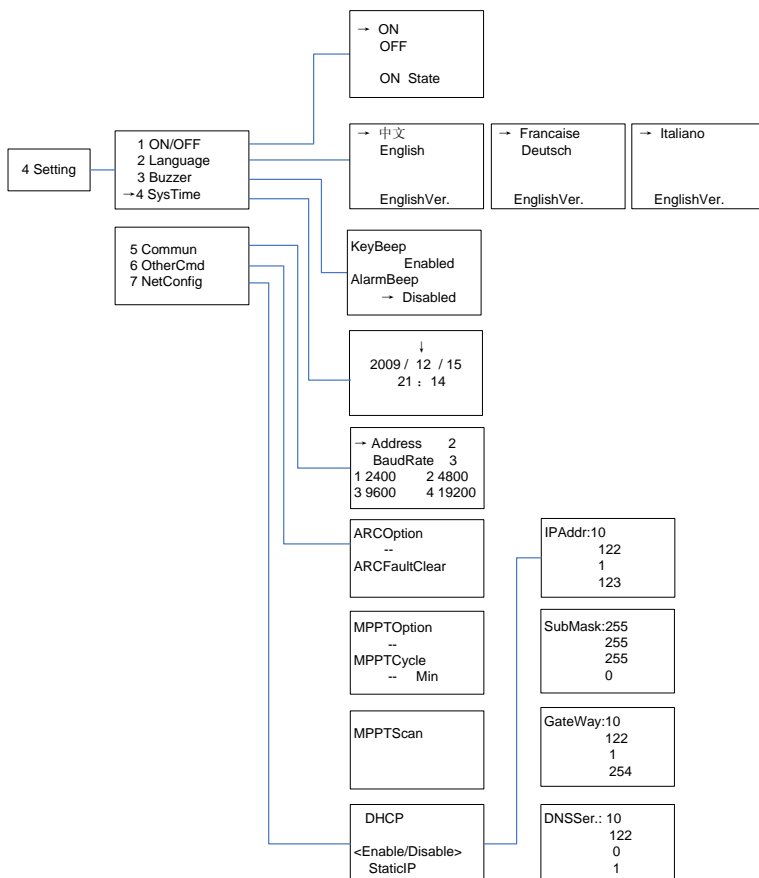 4 Setting
1 ON/OFF
2 Language
3 Buzzer
→4 SysTime
5 Commun
6 OtherCmd
7 NetConfig
→ ON
OFF
ON State
→ 中文
English
EnglishVer.
→ Francaise
Deutsch
EnglishVer.
→ Italiano
EnglishVer.
KeyBeep
Enabled
AlarmBeep
→ Disabled
↓
2009 / 12 / 15
21 : 14
→ Address 2
BaudRate 3
1 2400 2 4800
3 9600 4 19200
ARCOption
--
ARCFaultClear
MPPTOption
--
MPPTCycle
-- Min
MPPTScan
DHCP
<Enable/Disable>
StaticIP
IPAddr:10
122
1
123
SubMask:255
255
255
0
GateWay:10
122
1
254
DNSSer.: 10
122
0
1